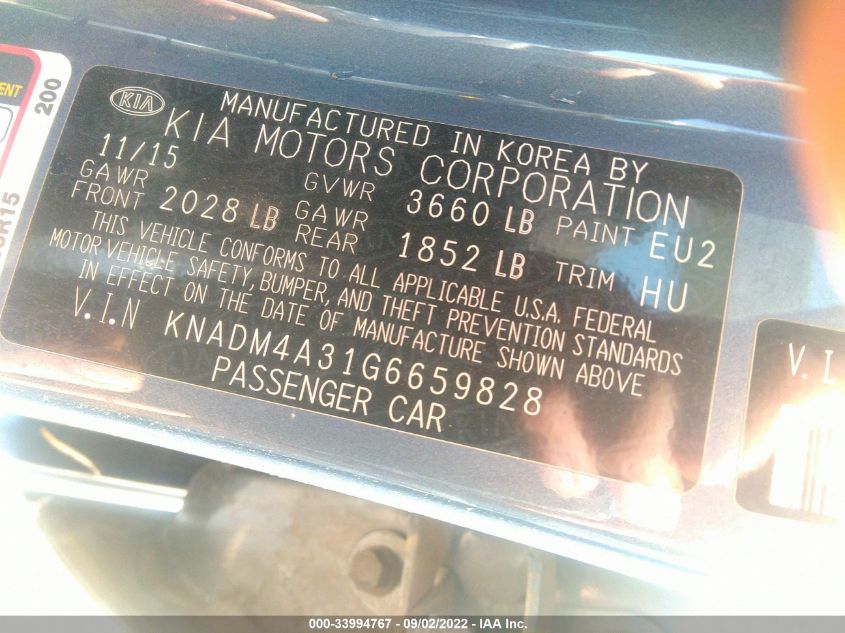 ENT
200
5R15
KIA
MANUFACTURED IN KOREA BY
KIA MOTORS CORPORATION
11/15
GAWR FRONT 2028 LB
GVWR 3660 LB
GAWR REAR 1852 LB
PAINT EU2
TRIM HU
THIS VEHICLE CONFORMS TO ALL APPLICABLE U.S.A. FEDERAL
MOTOR VEHICLE SAFETY, BUMPER, AND THEFT PREVENTION STANDARDS
IN EFFECT ON THE DATE OF MANUFACTURE SHOWN ABOVE
V.I.N KNADM4A31G6659828
PASSENGER CAR
V.I
000-33994767 - 09/02/2022 - IAA Inc.